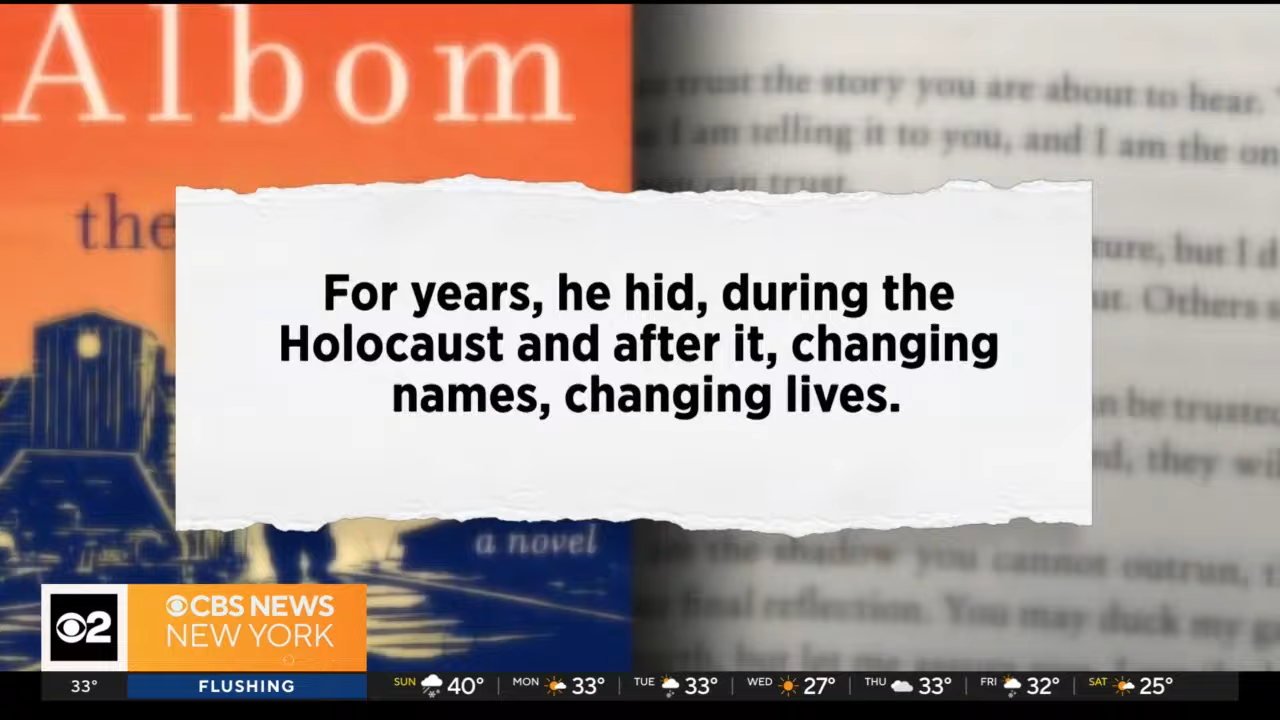 Albom
the
trust the story you are about to hear.
I am telling it to you, and I am the
can trust.
but I
Others
For years, he hid, during the
Holocaust and after it, changing
names, changing lives.
be trusted
they
a novel
the shadow you cannot outrun,
final reflection. You may duck my
2
CBS NEWS
NEW YORK
33° FLUSHING SUN 40° MON 33° TUE 33° WED 27° THU 33° FRI 32° SAT 25°